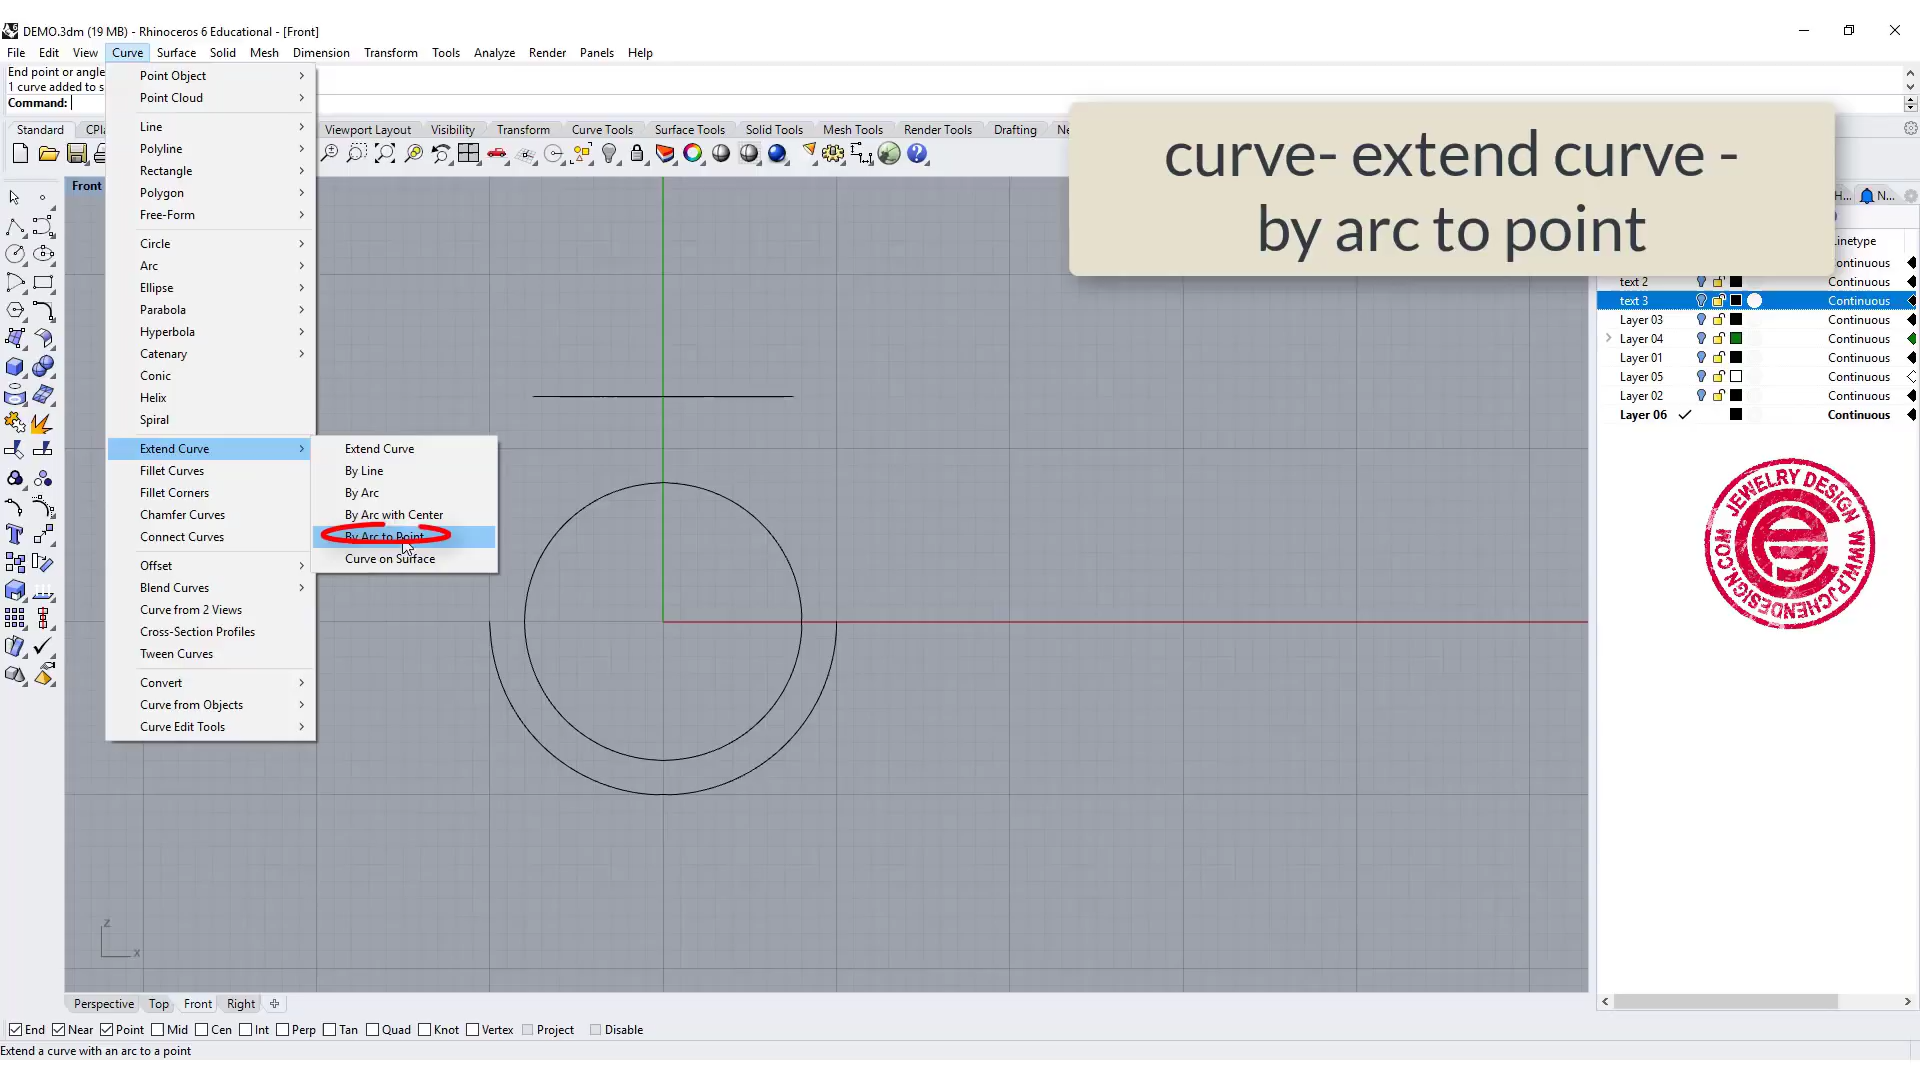 DEMO.3dm (19 MB) - Rhinoceros 6 Educational - [Front]
File Edit View Curve Surface Solid Mesh Dimension Transform Tools Analyze Render Panels Help
End point or angle
1 curve added to s
Command:
Standard CPla Viewport Layout Visibility Transform Curve Tools Surface Tools Solid Tools Mesh Tools Render Tools Drafting Ne
curve- extend curve -
by arc to point
Front
Point Object
Point Cloud
Line
Polyline
Rectangle
Polygon
Free-Form
Circle
Arc
Ellipse
Parabola
Hyperbola
Catenary
Conic
Helix
Spiral
Extend Curve
Fillet Curves
Fillet Corners
Chamfer Curves
Connect Curves
Offset
Blend Curves
Curve from 2 Views
Cross-Section Profiles
Tween Curves
Convert
Curve from Objects
Curve Edit Tools
Extend Curve
By Line
By Arc
By Arc with Center
By Arc to Point
Curve on Surface
H... N...
Linetype
Continuous
text 2 Continuous
text 3 Continuous
Layer 03 Continuous
Layer 04 Continuous
Layer 01 Continuous
Layer 05 Continuous
Layer 02 Continuous
Layer 06 Continuous
JEWELRY DESIGN WWW.PJCHENDESIGN.COM
z
x
Perspective Top Front Right
End Near Point Mid Cen Int Perp Tan Quad Knot Vertex Project Disable
Extend a curve with an arc to a point